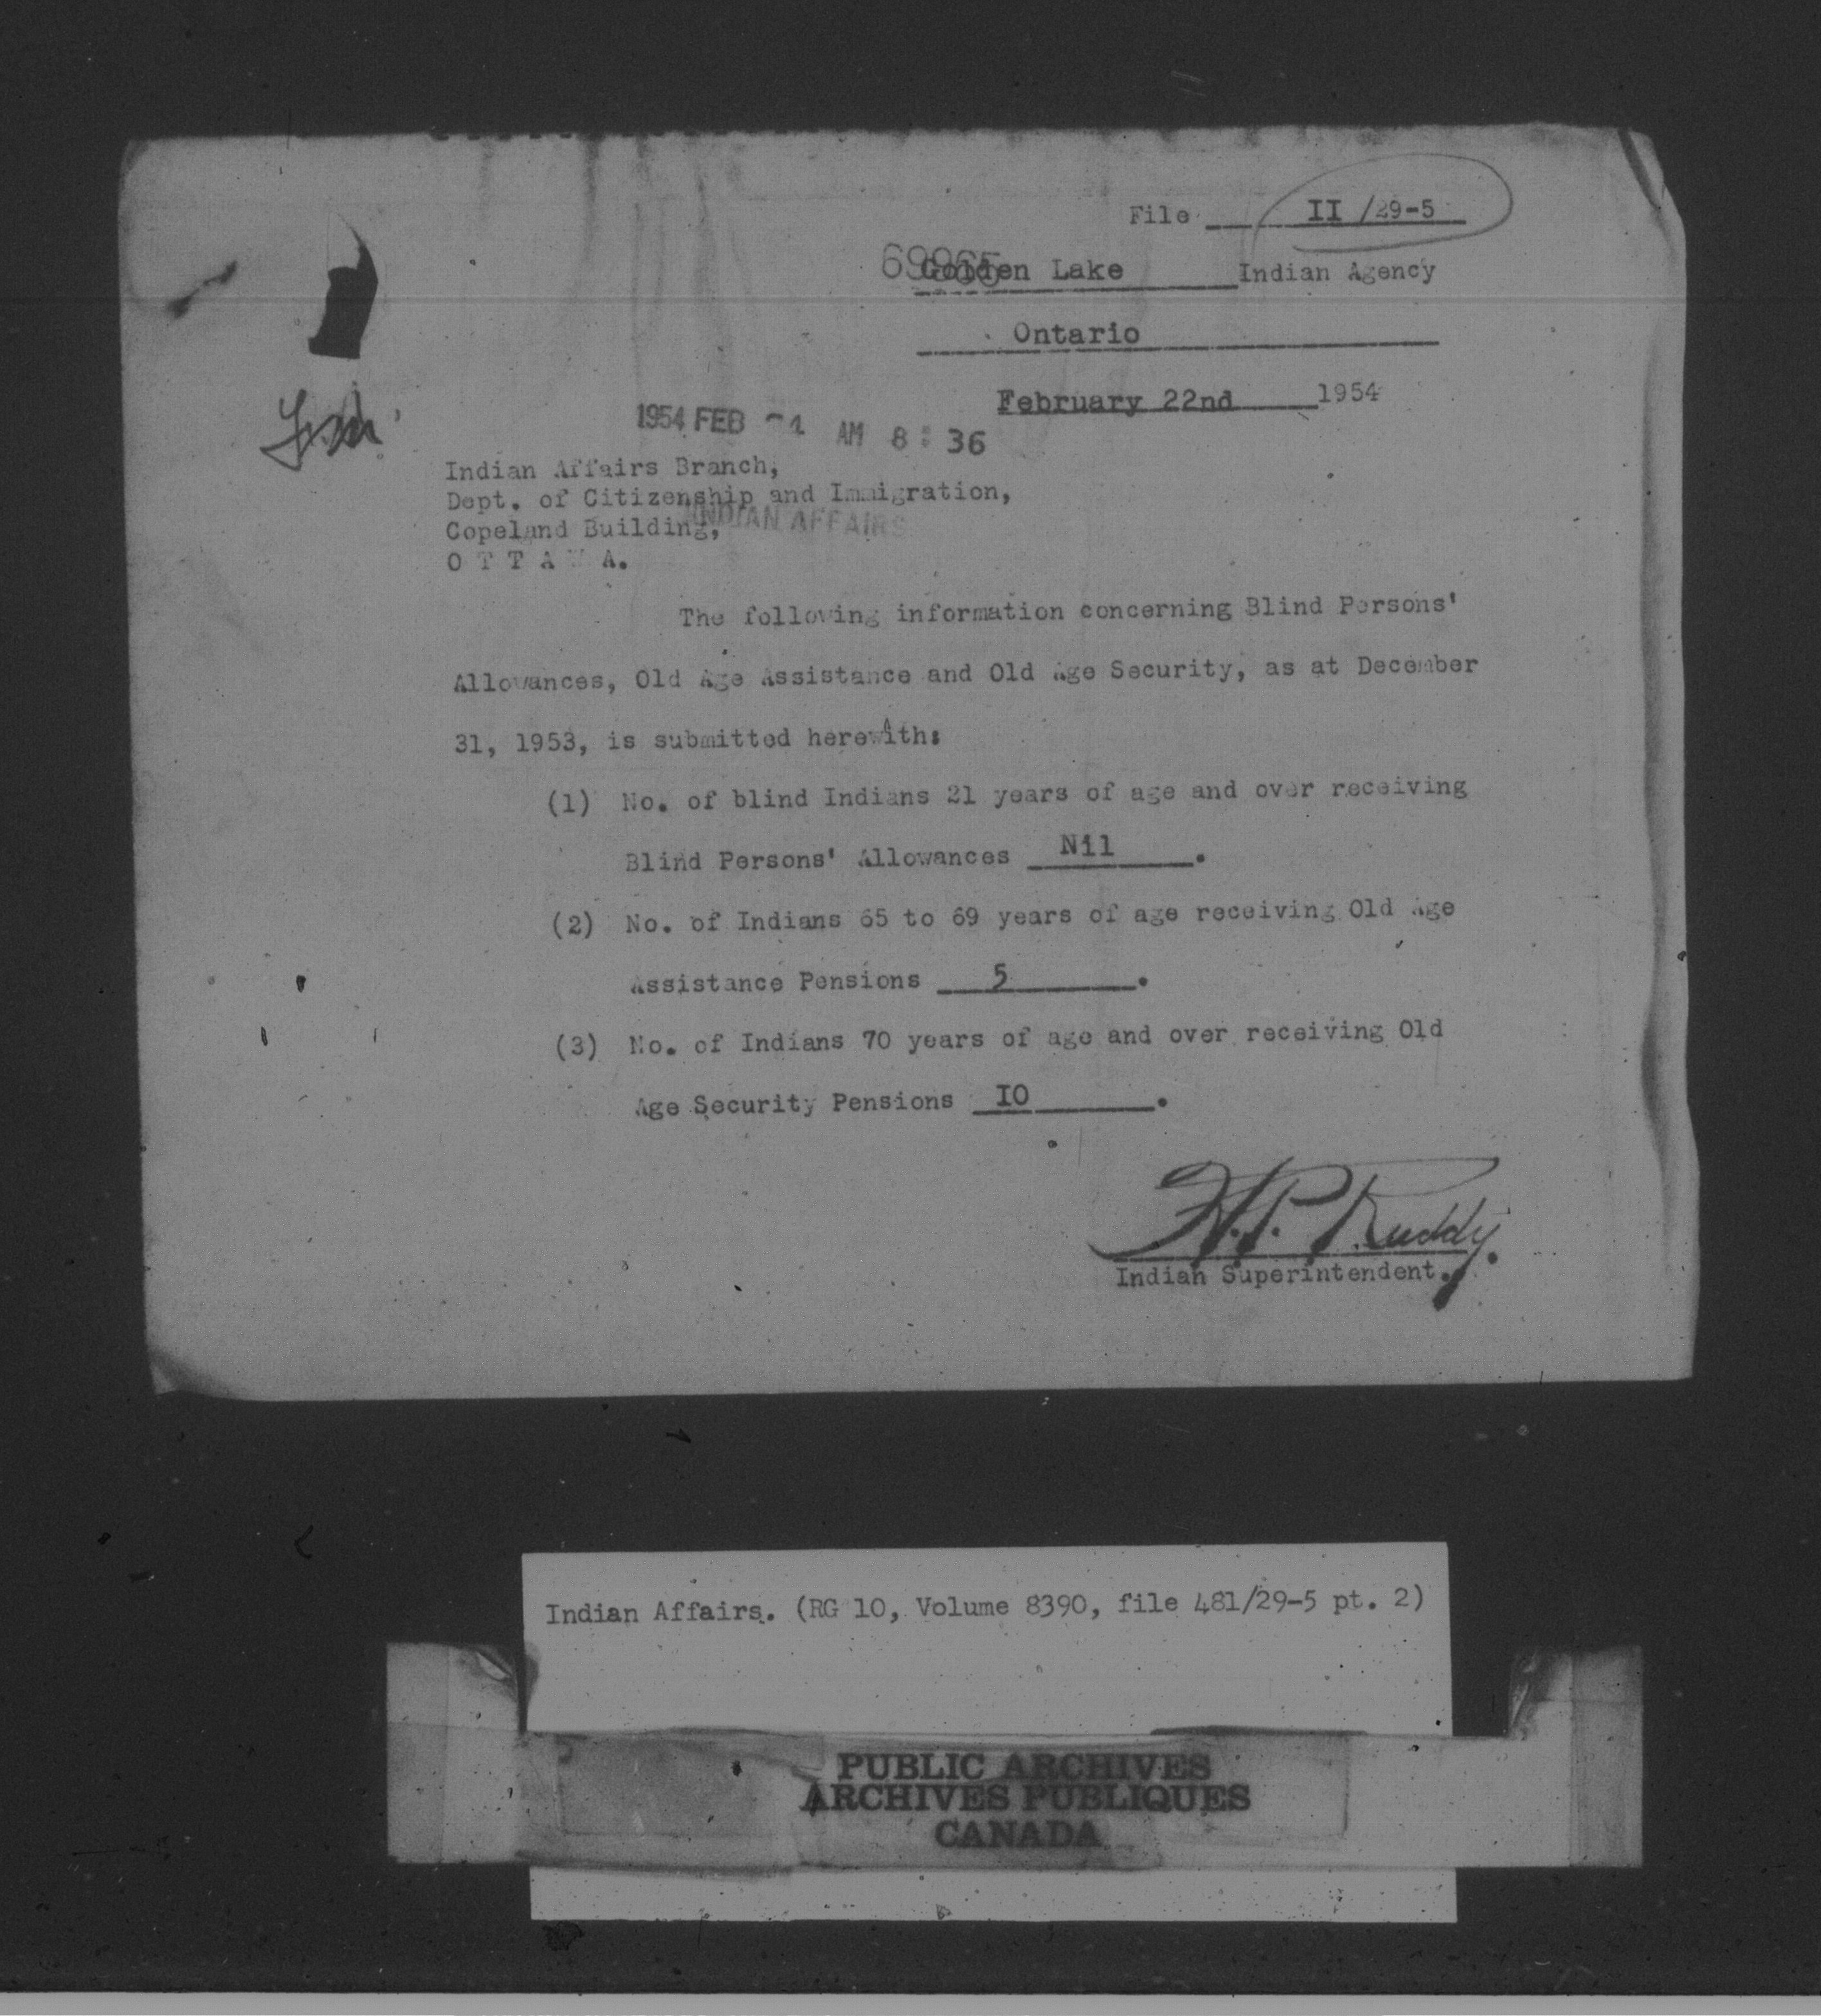 File II /29-5
69865
Golden Lake Indian Agency
Ontario
February 22nd 1954
1954 FEB AM 8:36
Indian Affairs Branch,
Dept. of Citizenship and Immigration,
INDIAN AFFAIRS
Copeland Building,
O T T A W A.
The following information concerning Blind Persons'
Allowances, Old Age Assistance and Old Age Security, as at December
31, 1953, is submitted herewith:
(1) No. of blind Indians 21 years of age and over receiving
Blind Persons' Allowances Nil.
(2) No. of Indians 65 to 69 years of age receiving Old Age
Assistance Pensions 5.
(3) No. of Indians 70 years of age and over receiving Old
Age Security Pensions IO.
H.P. Ruddy.
Indian Superintendent.
Indian Affairs. (RG 10, Volume 8390, file 481/29-5 pt. 2)
PUBLIC ARCHIVES
ARCHIVES PUBLIQUES
CANADA